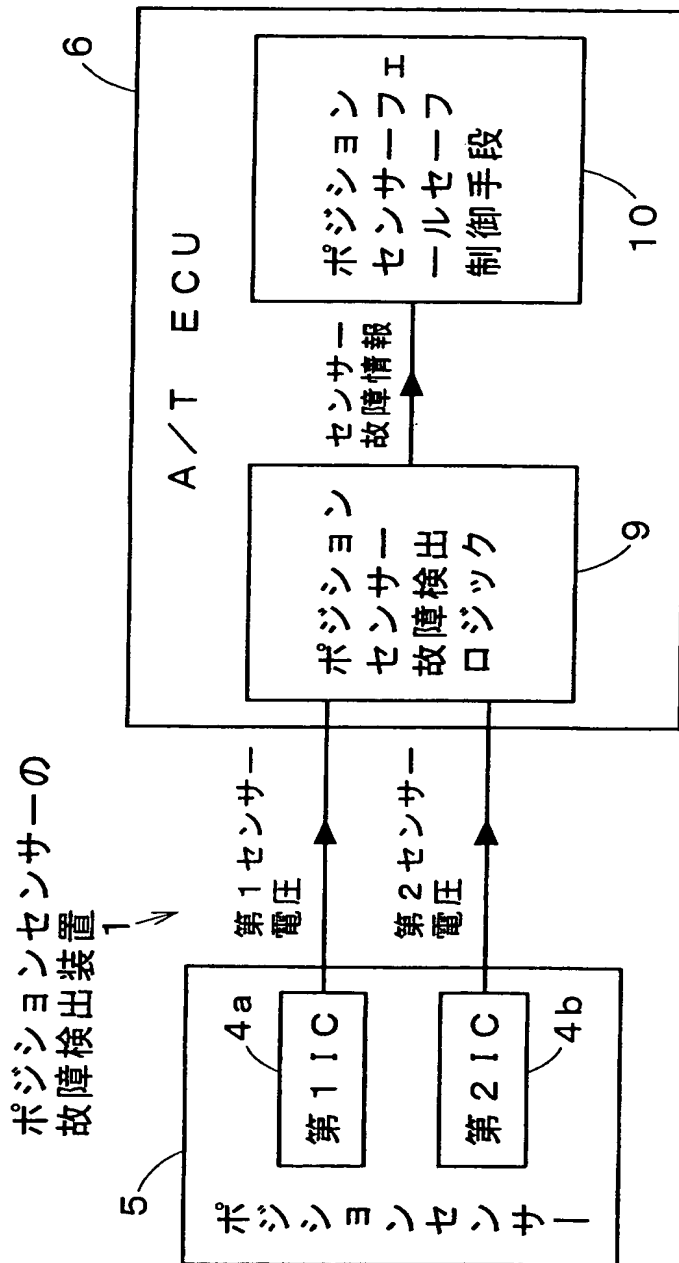 ポジションセンサーの
故障検出装置
1
5
ポジションセンサー
4a
第1IC
第2IC
4b
第1センサー
電圧
第2センサー
電圧
6
A/T ECU
ポジション
センサー
故障検出
ロジック
9
センサー
故障情報
ポジション
センサーフェ
ールセーフ
制御手段
10